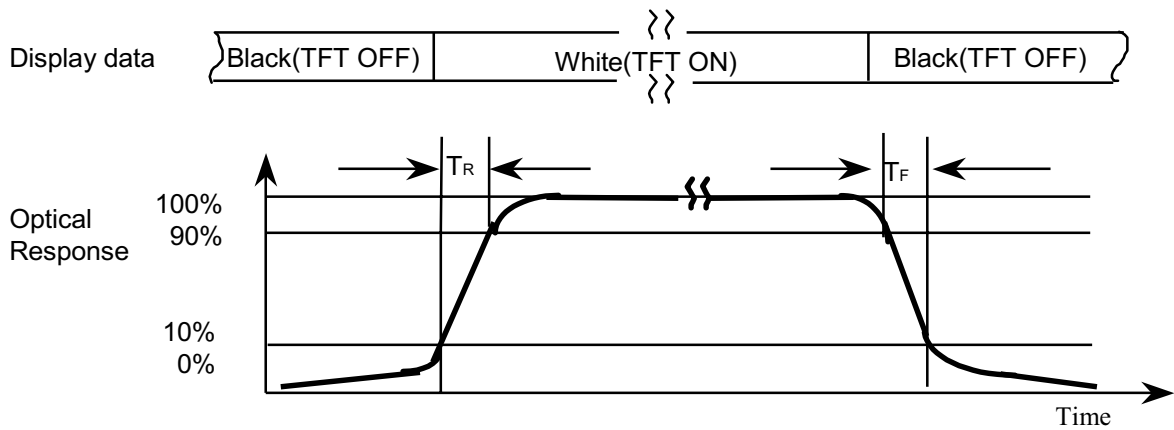 Display data
Black(TFT OFF)
White(TFT ON)
Black(TFT OFF)
TR
TF
Optical
Response
100%
90%
10%
0%
Time